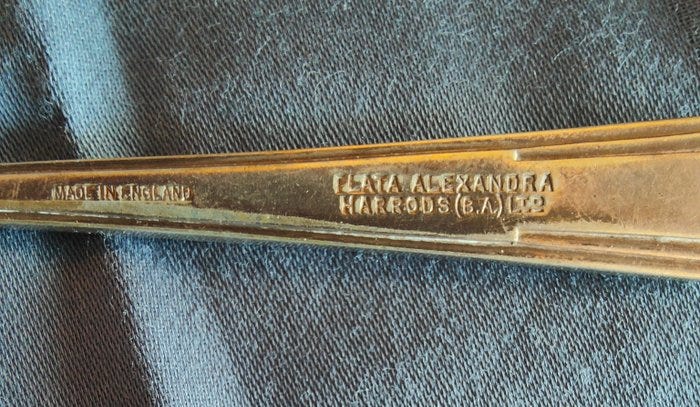 MADE IN ENGLAND
PLATA ALEXANDRA
HARRODS (B.A.) LTD